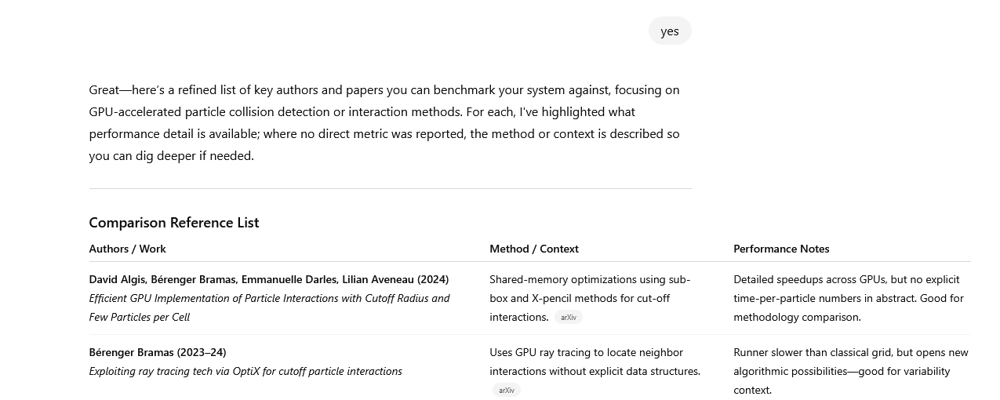 yes
Great—here's a refined list of key authors and papers you can benchmark your system against, focusing on
GPU-accelerated particle collision detection or interaction methods. For each, I've highlighted what
performance detail is available; where no direct metric was reported, the method or context is described so
you can dig deeper if needed.
Comparison Reference List
Authors / Work
Method / Context
Performance Notes
David Algis, Bérenger Bramas, Emmanuelle Darles, Lilian Aveneau (2024)
Efficient GPU Implementation of Particle Interactions with Cutoff Radius and
Few Particles per Cell
Shared-memory optimizations using sub-
box and X-pencil methods for cut-off
interactions. arXiv
Detailed speedups across GPUs, but no explicit
time-per-particle numbers in abstract. Good for
methodology comparison.
Bérenger Bramas (2023–24)
Exploiting ray tracing tech via OptiX for cutoff particle interactions
Uses GPU ray tracing to locate neighbor
interactions without explicit data structures.
arXiv
Runner slower than classical grid, but opens new
algorithmic possibilities—good for variability
context.